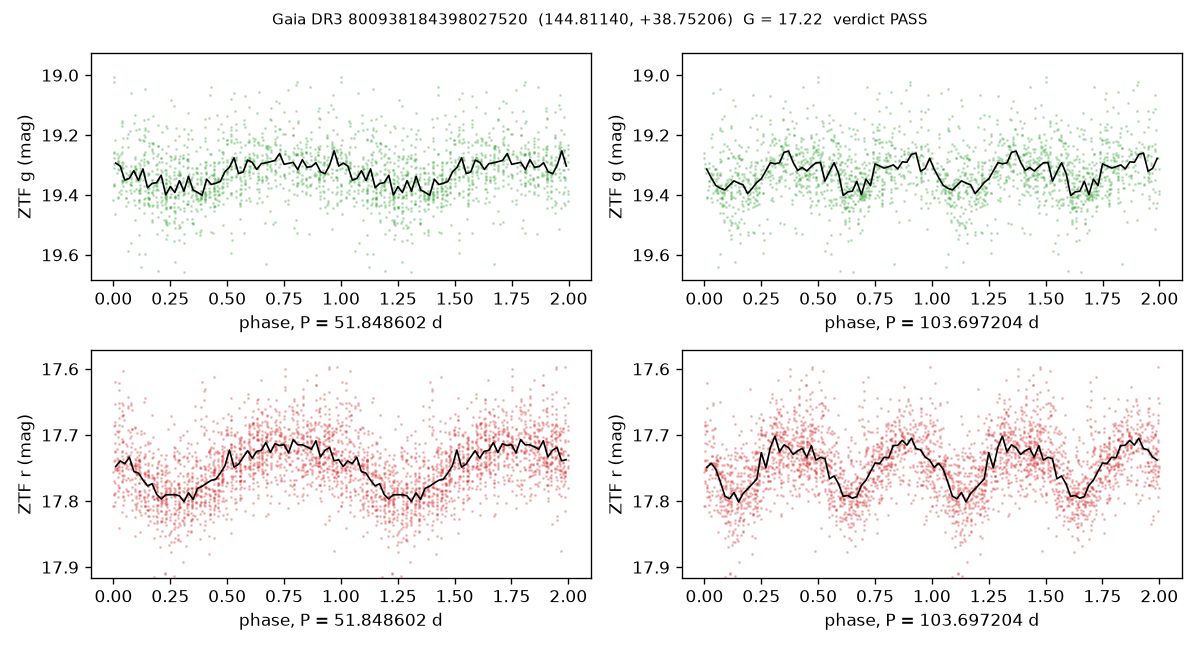 Gaia DR3 800938184398027520 (144.81140, +38.75206) G = 17.22 verdict PASS
ZTF g (mag)
19.0
19.2
19.4
19.6
0.00 0.25 0.50 0.75 1.00 1.25 1.50 1.75 2.00
phase, P = 51.848602 d
ZTF g (mag)
19.0
19.2
19.4
19.6
0.00 0.25 0.50 0.75 1.00 1.25 1.50 1.75 2.00
phase, P = 103.697204 d
ZTF r (mag)
17.6
17.7
17.8
17.9
0.00 0.25 0.50 0.75 1.00 1.25 1.50 1.75 2.00
phase, P = 51.848602 d
ZTF r (mag)
17.6
17.7
17.8
17.9
0.00 0.25 0.50 0.75 1.00 1.25 1.50 1.75 2.00
phase, P = 103.697204 d